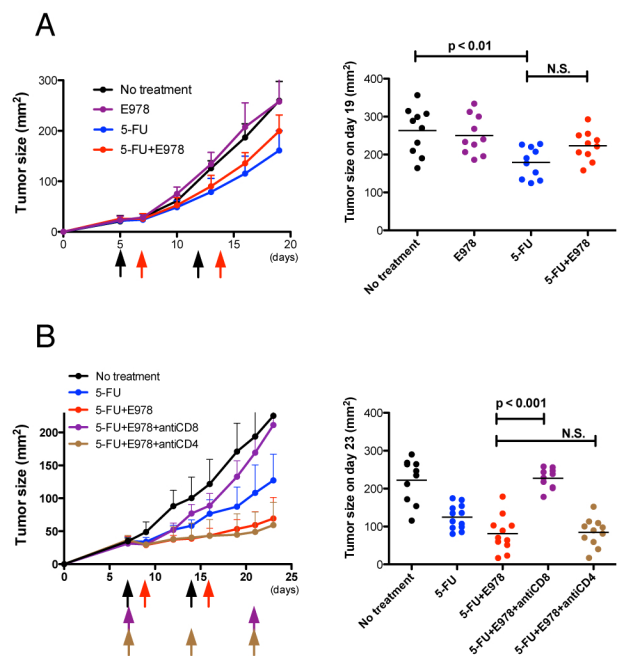 A
No treatment
E978
5-FU
5-FU+E978
Tumor size (mm²)
300
200
100
0
0
5
10
15
20
(days)
p < 0.01
N.S.
Tumor size on day 19 (mm²)
400
300
200
100
0
No treatment
E978
5-FU
5-FU+E978
B
No treatment
5-FU
5-FU+E978
5-FU+E978+antiCD8
5-FU+E978+antiCD4
Tumor size (mm²)
200
150
100
50
0
0
5
10
15
20
25
(days)
p < 0.001
N.S.
Tumor size on day 23 (mm²)
400
300
200
100
0
No treatment
5-FU
5-FU+E978
5-FU+E978+antiCD8
5-FU+E978+antiCD4